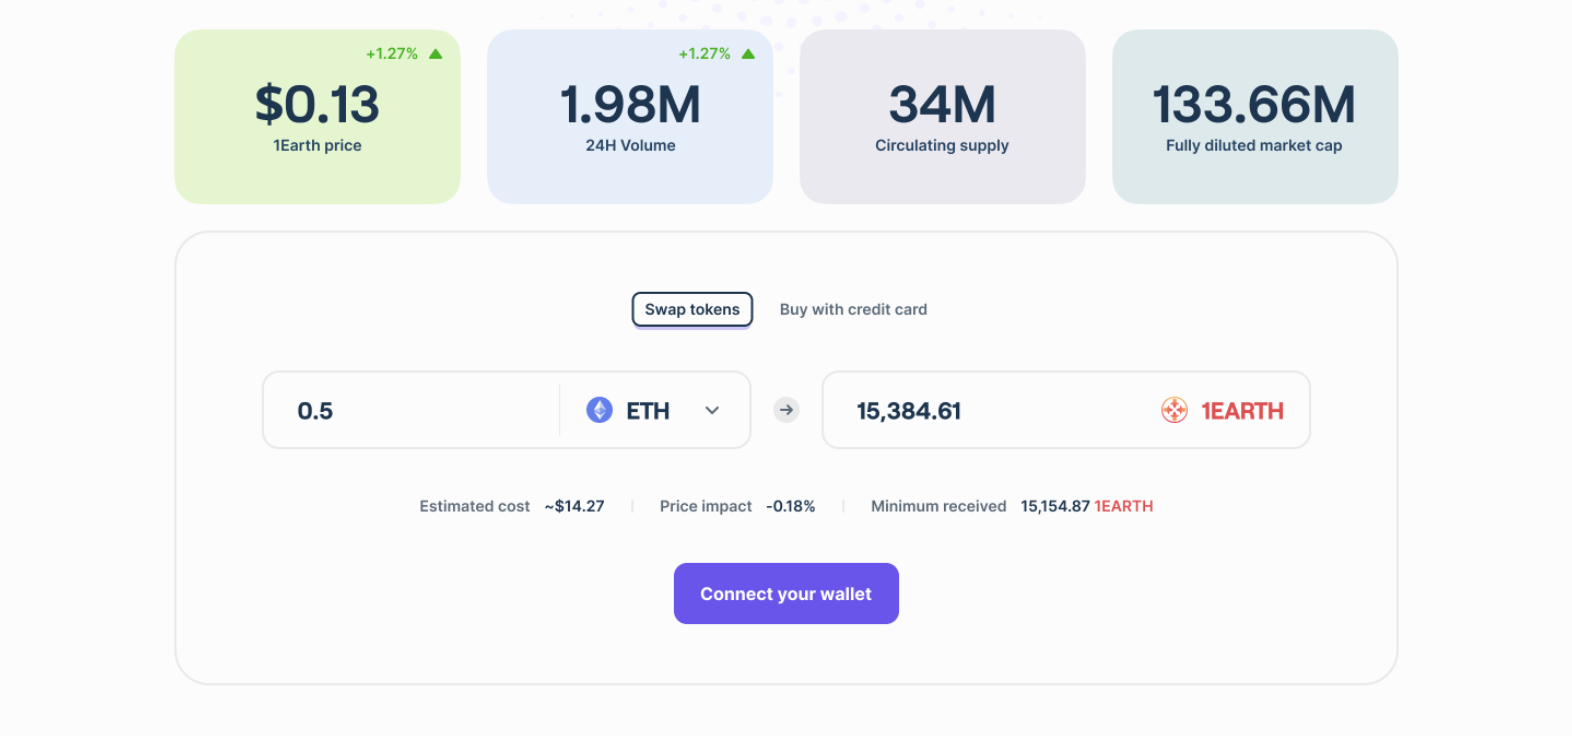 +1.27%
$0.13
1Earth price
+1.27%
1.98M
24H Volume
34M
Circulating supply
133.66M
Fully diluted market cap
Swap tokens
Buy with credit card
0.5
ETH
15,384.61
1EARTH
Estimated cost ~$14.27
Price impact -0.18%
Minimum received 15,154.87 1EARTH
Connect your wallet